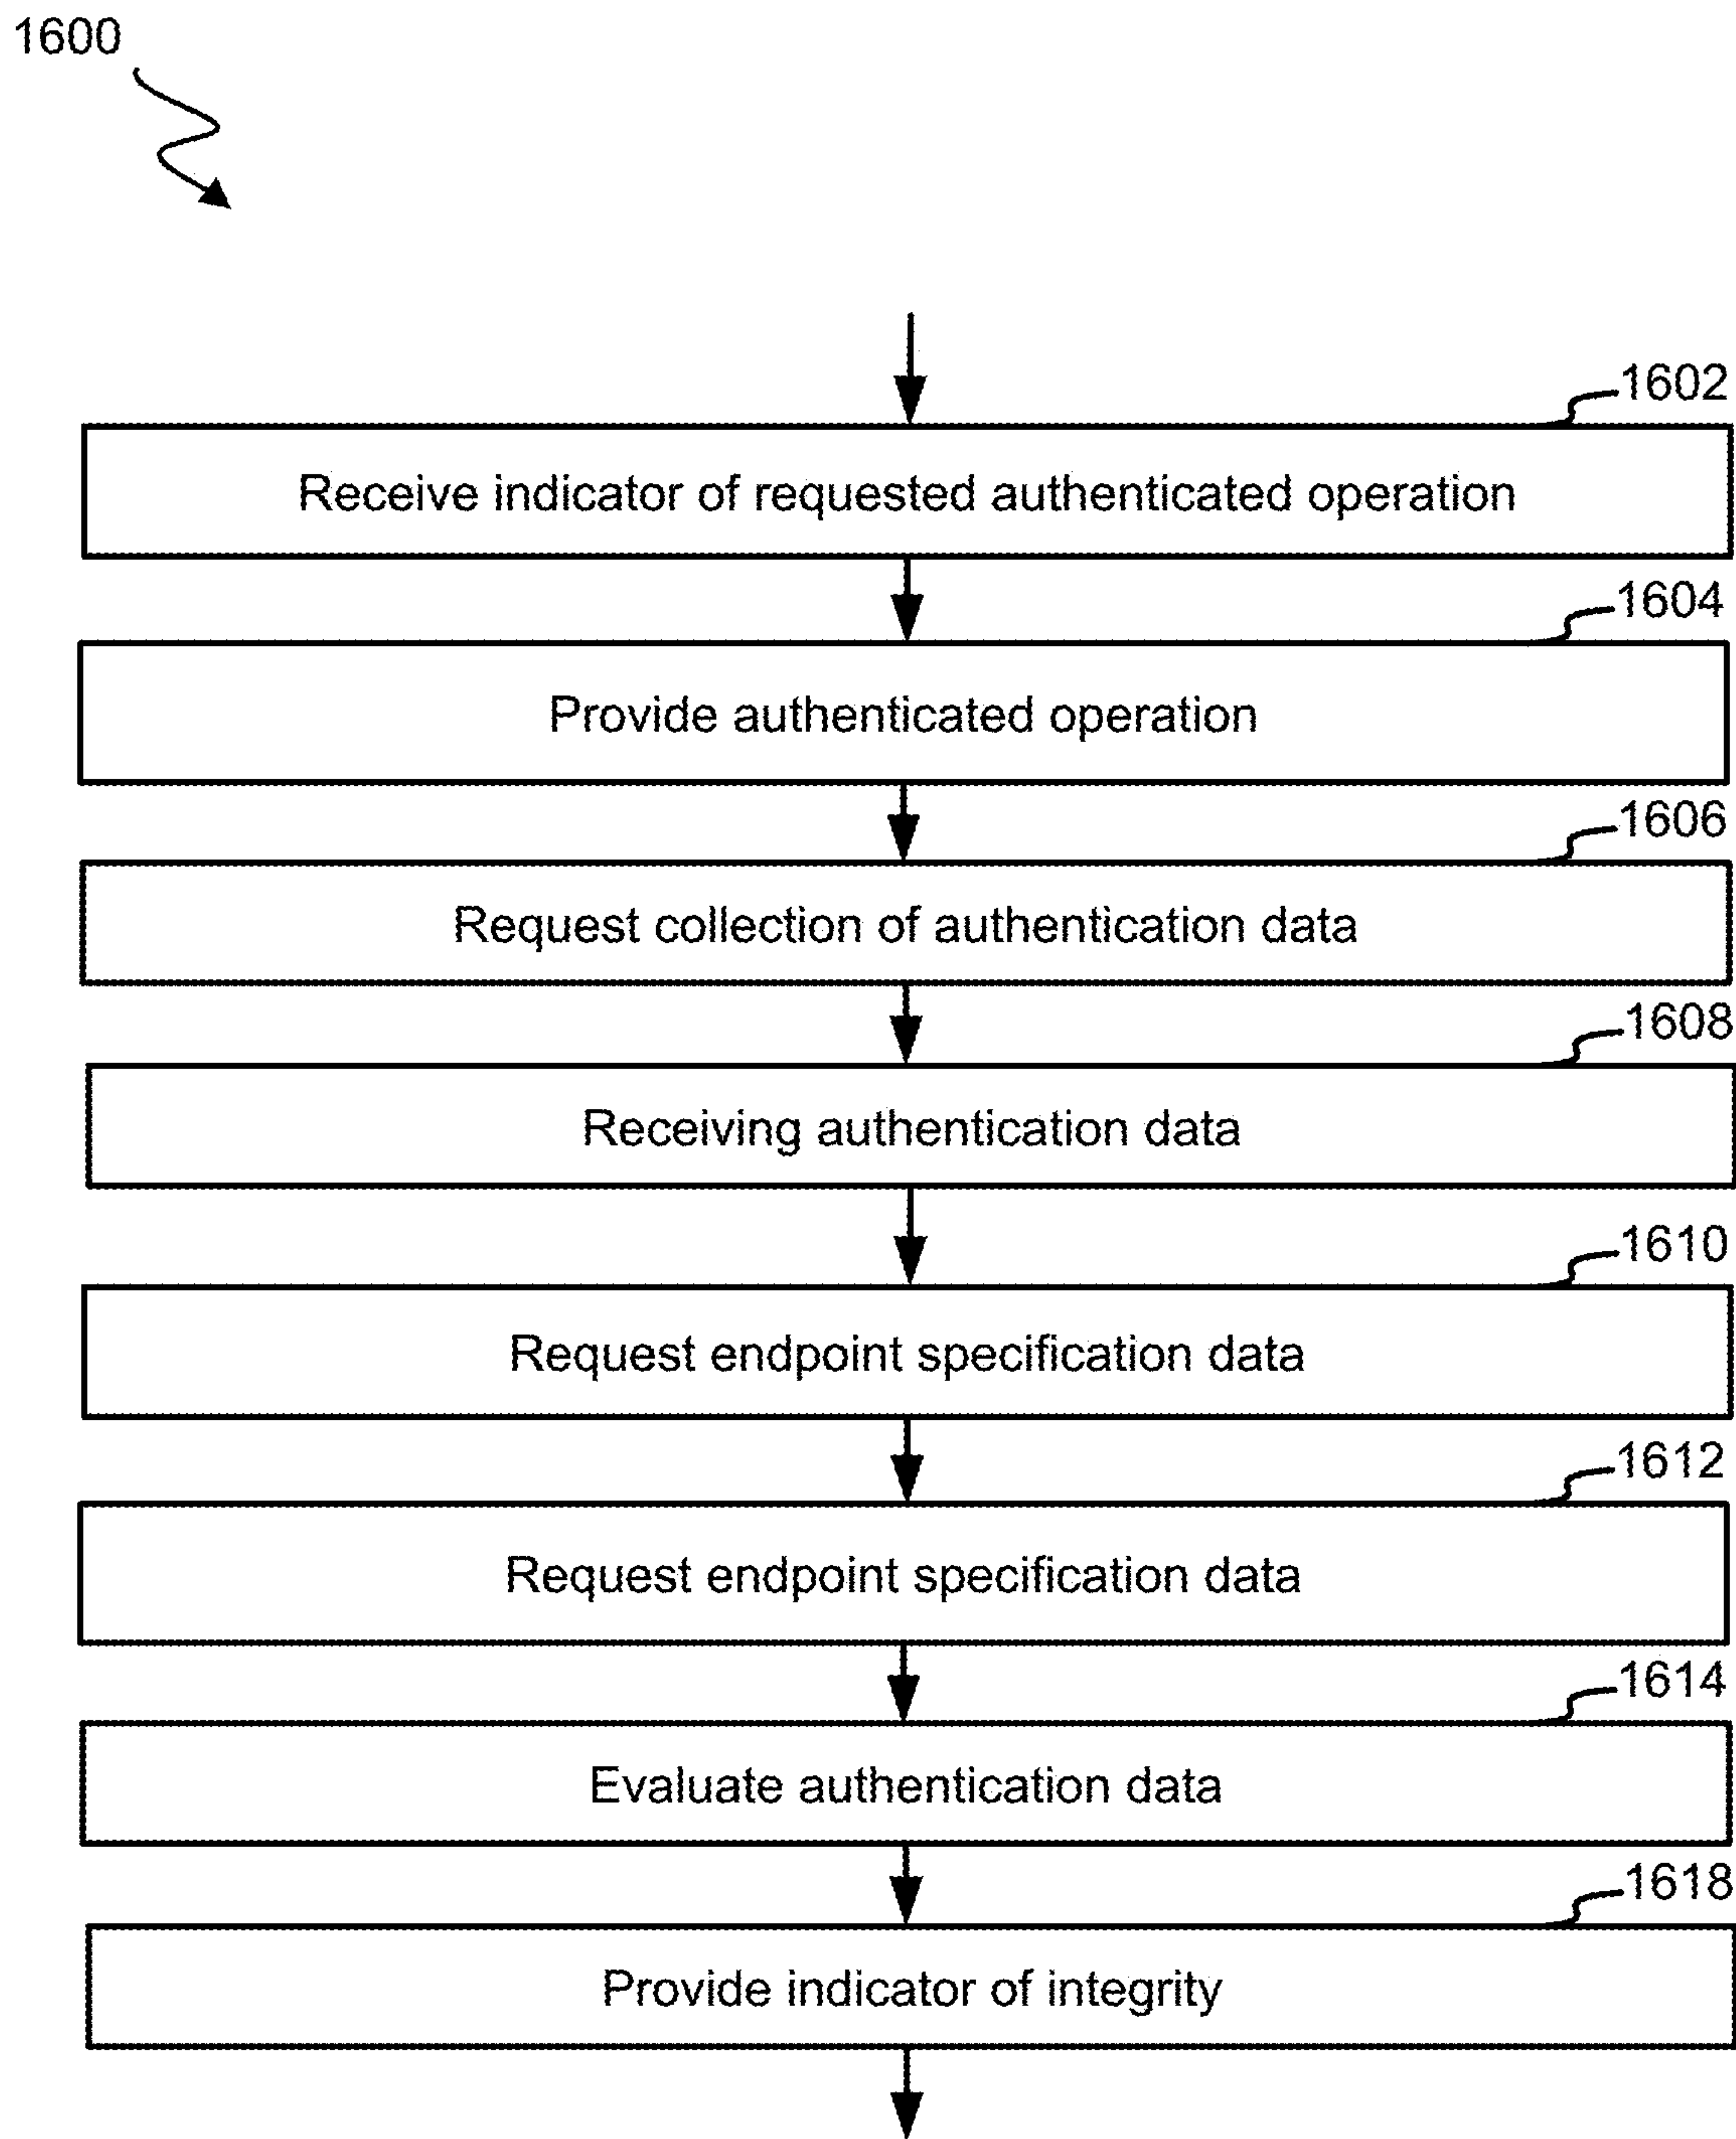 1600
1602
Receive indicator of requested authenticated operation
1604
Provide authenticated operation
1606
Request collection of authentication data
1608
Receiving authentication data
1610
Request endpoint specification data
1612
Request endpoint specification data
1614
Evaluate authentication data
1618
Provide indicator of integrity